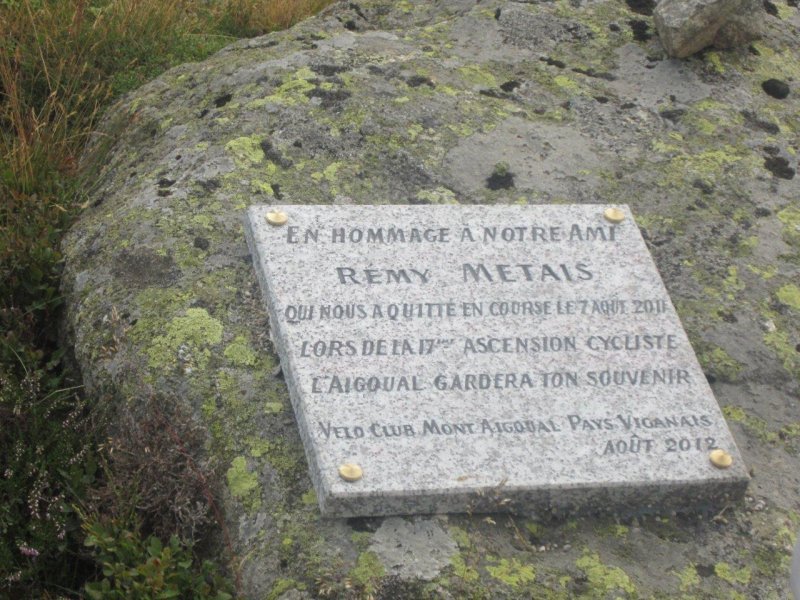 EN HOMMAGE À NOTRE AMI
RÉMY METAIS
QUI NOUS A QUITTÉ EN COURSE LE 7 AOÛT 2011
LORS DE LA 17ème ASCENSION CYCLISTE
L'AIGOUAL GARDERA TON SOUVENIR
VELO CLUB MONT AIGOUAL PAYS VIGANAIS
AOÛT 2012